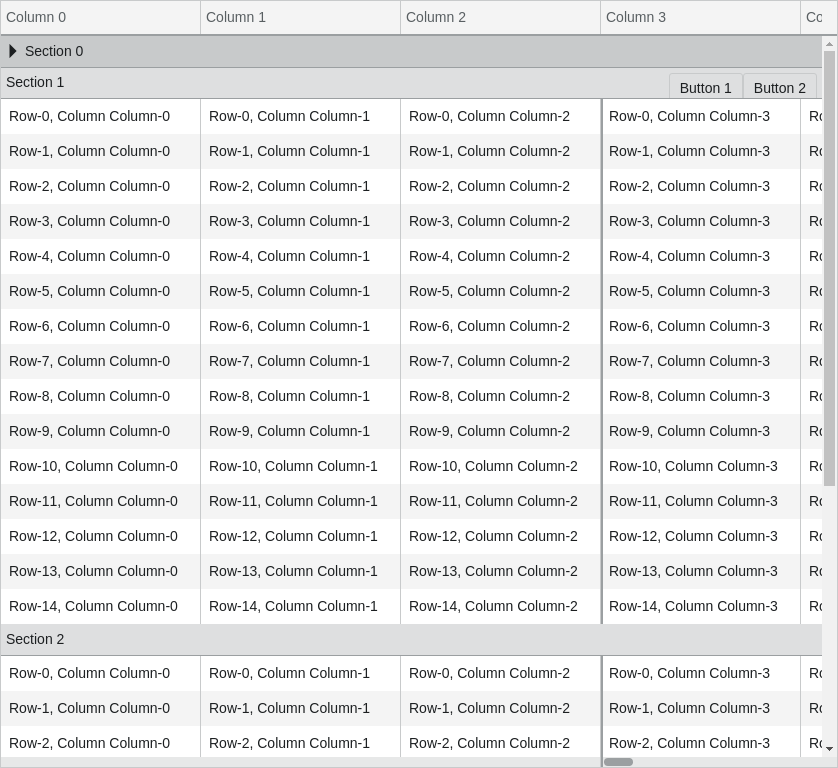 Column 0 Column 1 Column 2 Column 3 Co
Section 0
Section 1 Button 1 Button 2
Row-0, Column Column-0 Row-0, Column Column-1 Row-0, Column Column-2 Row-0, Column Column-3 Ro
Row-1, Column Column-0 Row-1, Column Column-1 Row-1, Column Column-2 Row-1, Column Column-3 Ro
Row-2, Column Column-0 Row-2, Column Column-1 Row-2, Column Column-2 Row-2, Column Column-3 Ro
Row-3, Column Column-0 Row-3, Column Column-1 Row-3, Column Column-2 Row-3, Column Column-3 Ro
Row-4, Column Column-0 Row-4, Column Column-1 Row-4, Column Column-2 Row-4, Column Column-3 Ro
Row-5, Column Column-0 Row-5, Column Column-1 Row-5, Column Column-2 Row-5, Column Column-3 Ro
Row-6, Column Column-0 Row-6, Column Column-1 Row-6, Column Column-2 Row-6, Column Column-3 Ro
Row-7, Column Column-0 Row-7, Column Column-1 Row-7, Column Column-2 Row-7, Column Column-3 Ro
Row-8, Column Column-0 Row-8, Column Column-1 Row-8, Column Column-2 Row-8, Column Column-3 Ro
Row-9, Column Column-0 Row-9, Column Column-1 Row-9, Column Column-2 Row-9, Column Column-3 Ro
Row-10, Column Column-0 Row-10, Column Column-1 Row-10, Column Column-2 Row-10, Column Column-3 Ro
Row-11, Column Column-0 Row-11, Column Column-1 Row-11, Column Column-2 Row-11, Column Column-3 Ro
Row-12, Column Column-0 Row-12, Column Column-1 Row-12, Column Column-2 Row-12, Column Column-3 Ro
Row-13, Column Column-0 Row-13, Column Column-1 Row-13, Column Column-2 Row-13, Column Column-3 Ro
Row-14, Column Column-0 Row-14, Column Column-1 Row-14, Column Column-2 Row-14, Column Column-3 Ro
Section 2
Row-0, Column Column-0 Row-0, Column Column-1 Row-0, Column Column-2 Row-0, Column Column-3 Ro
Row-1, Column Column-0 Row-1, Column Column-1 Row-1, Column Column-2 Row-1, Column Column-3 Ro
Row-2, Column Column-0 Row-2, Column Column-1 Row-2, Column Column-2 Row-2, Column Column-3 Ro